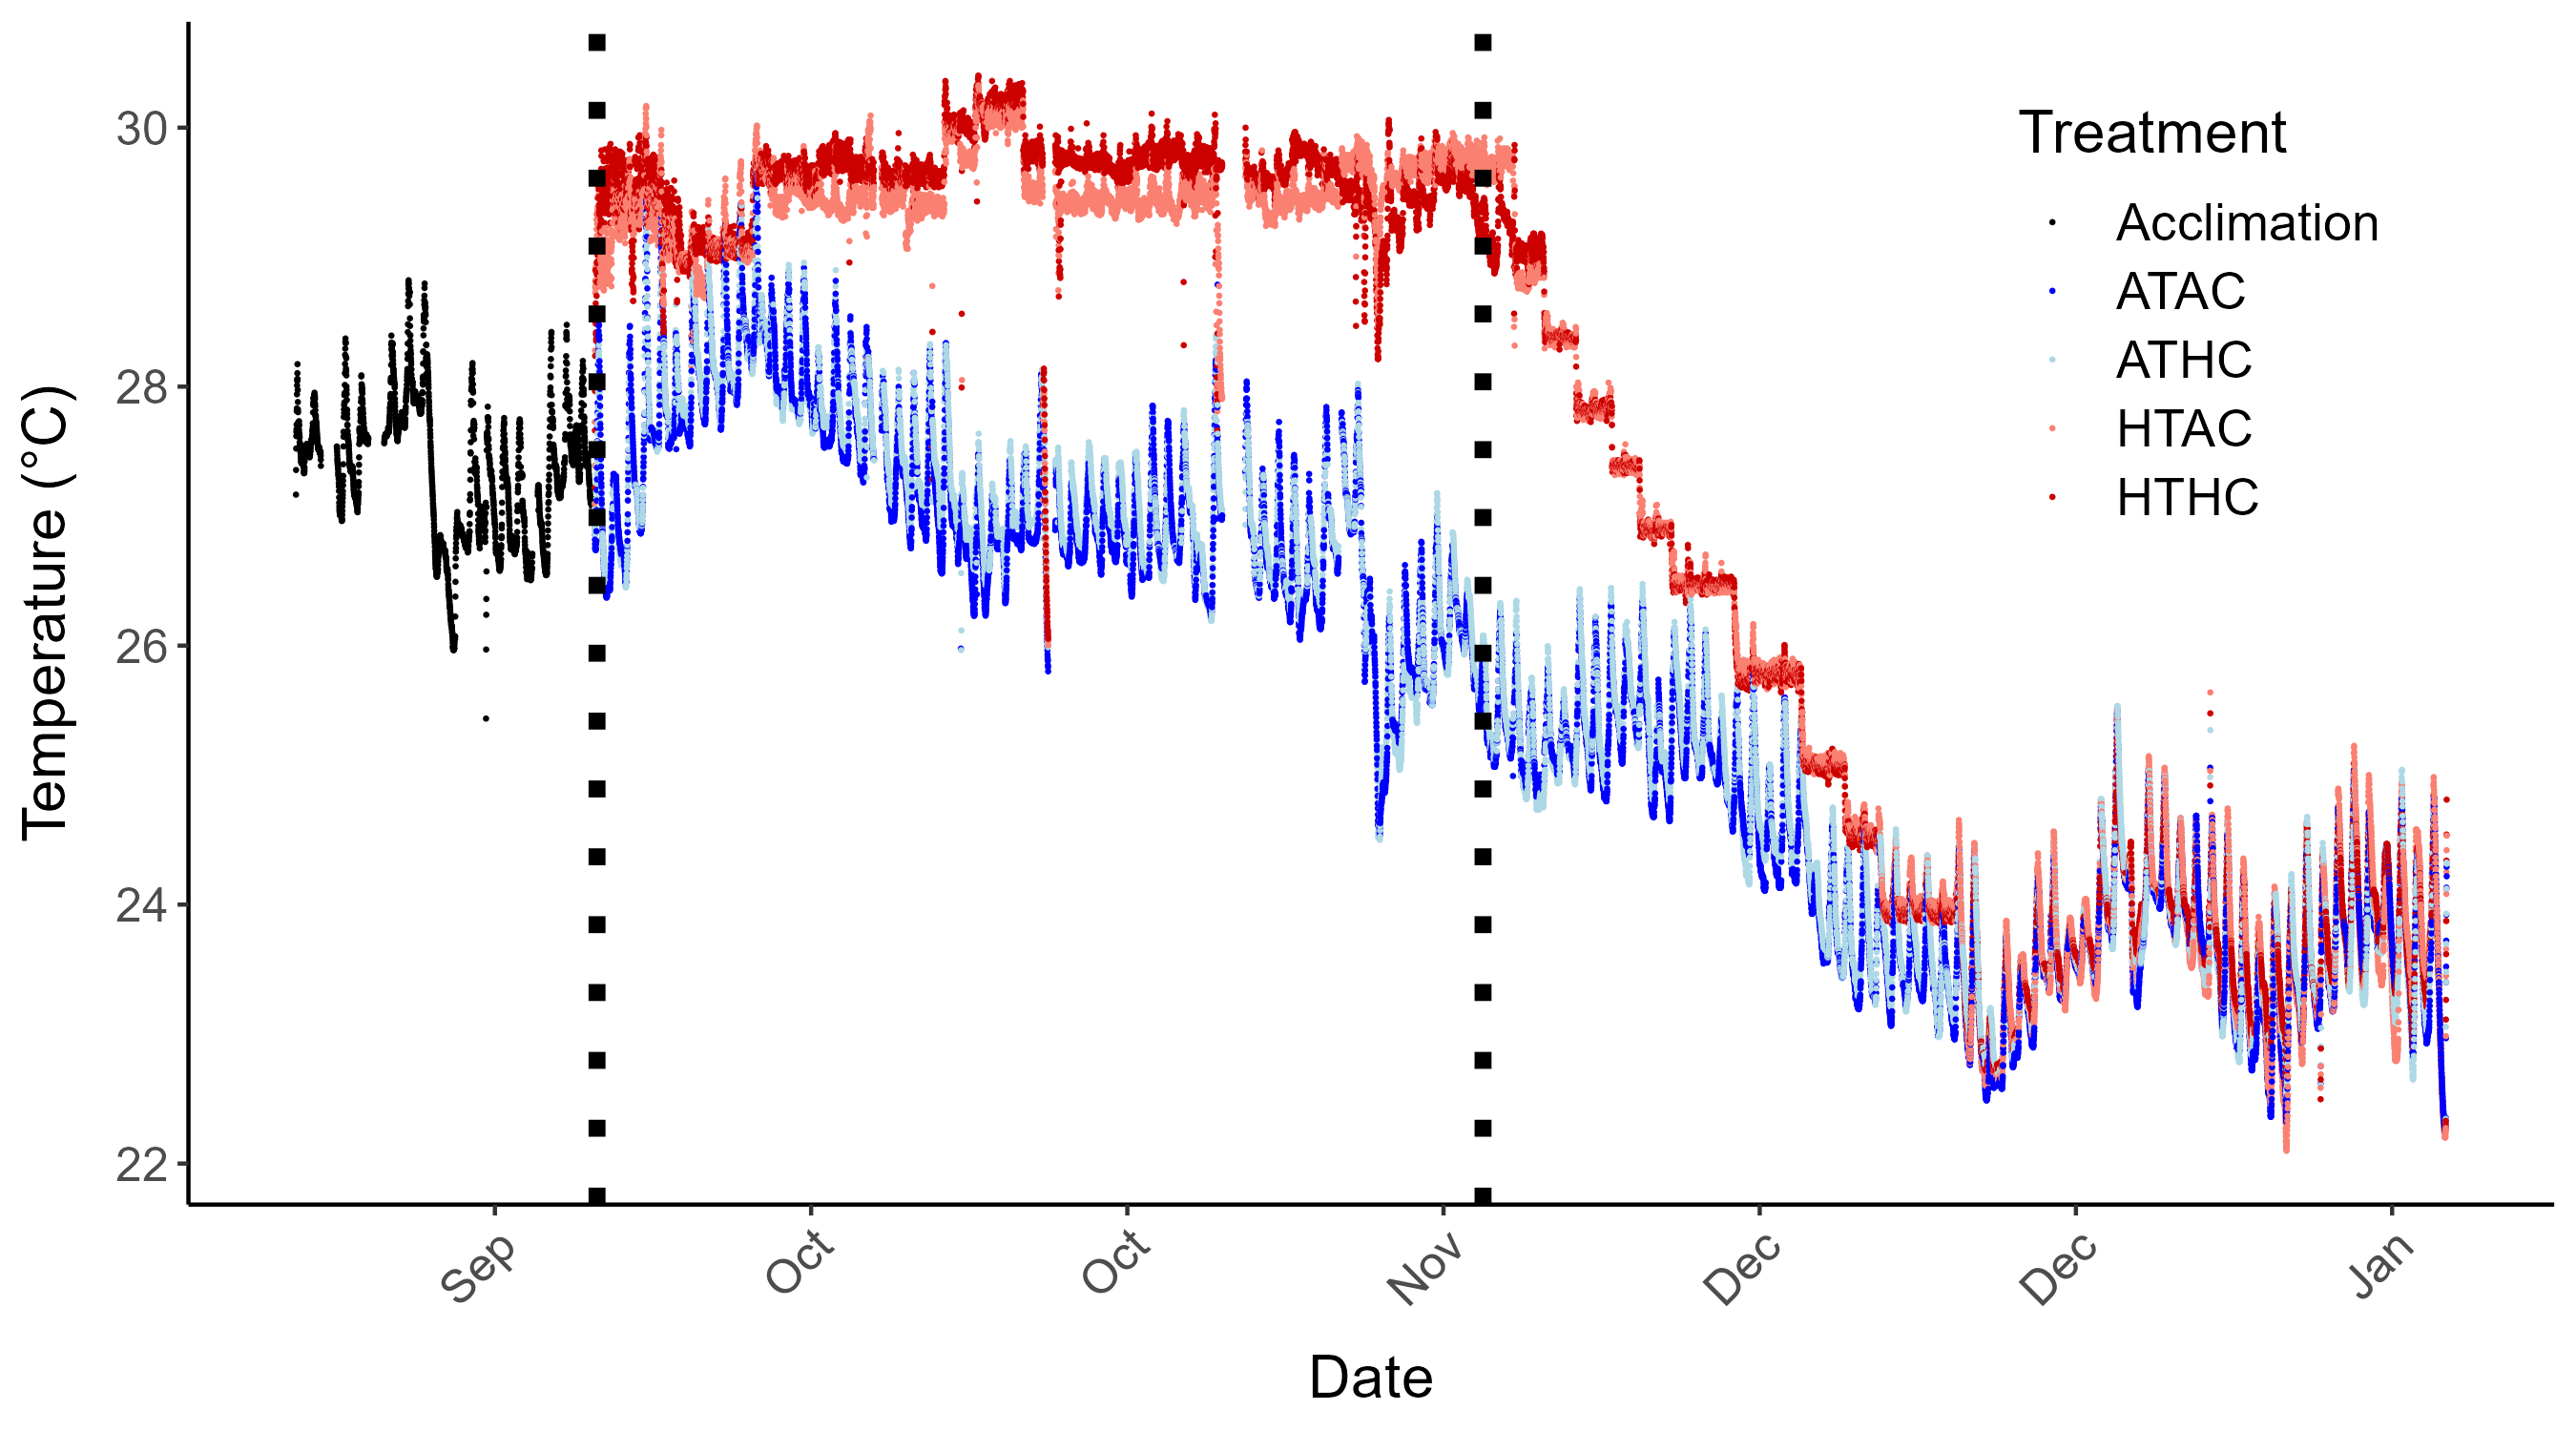 30
28
26
24
22
Temperature (°C)
Treatment
Acclimation
ATAC
ATHC
HTAC
HTHC
Sep
Oct
Oct
Nov
Dec
Dec
Jan
Date